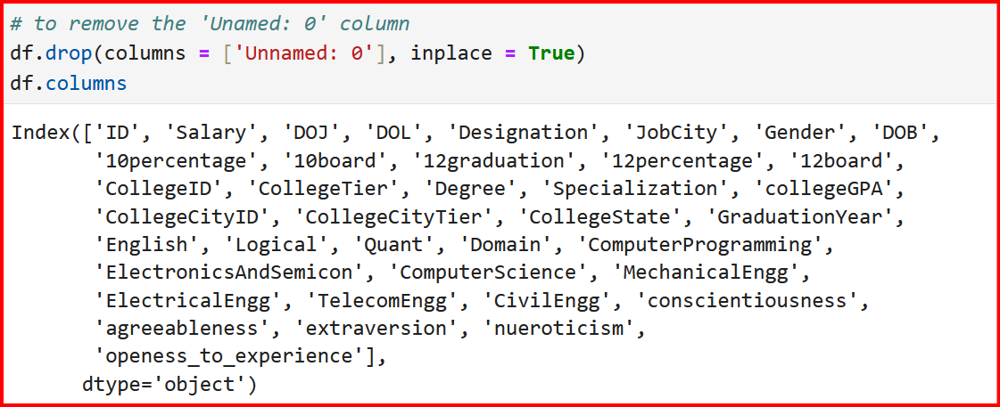 # to remove the 'Unamed: 0' column
df.drop(columns = ['Unnamed: 0'], inplace = True)
df.columns
Index(['ID', 'Salary', 'DOJ', 'DOL', 'Designation', 'JobCity', 'Gender', 'DOB',
'10percentage', '10board', '12graduation', '12percentage', '12board',
'CollegeID', 'CollegeTier', 'Degree', 'Specialization', 'collegeGPA',
'CollegeCityID', 'CollegeCityTier', 'CollegeState', 'GraduationYear',
'English', 'Logical', 'Quant', 'Domain', 'ComputerProgramming',
'ElectronicsAndSemicon', 'ComputerScience', 'MechanicalEngg',
'ElectricalEngg', 'TelecomEngg', 'CivilEngg', 'conscientiousness',
'agreeableness', 'extraversion', 'nueroticism',
'openess_to_experience'],
dtype='object')